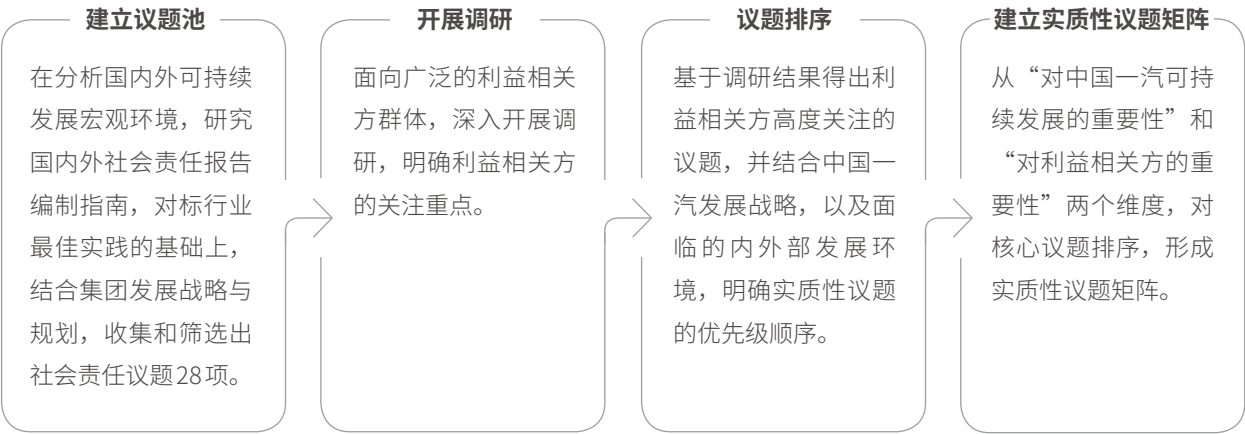 建立议题池
在分析国内外可持续
发展宏观环境，研究
国内外社会责任报告
编制指南，对标行业
最佳实践的基础上，
结合集团发展战略与
规划，收集和筛选出
社会责任议题28项。
开展调研
面向广泛的利益相关
方群体，深入开展调
研，明确利益相关方
的关注重点。
议题排序
基于调研结果得出利
益相关方高度关注的
议题，并结合中国一
汽发展战略，以及面
临的内外部发展环
境，明确实质性议题
的优先级顺序。
建立实质性议题矩阵
从“对中国一汽可持
续发展的重要性”和
“对利益相关方的重
要性”两个维度，对
核心议题排序，形成
实质性议题矩阵。